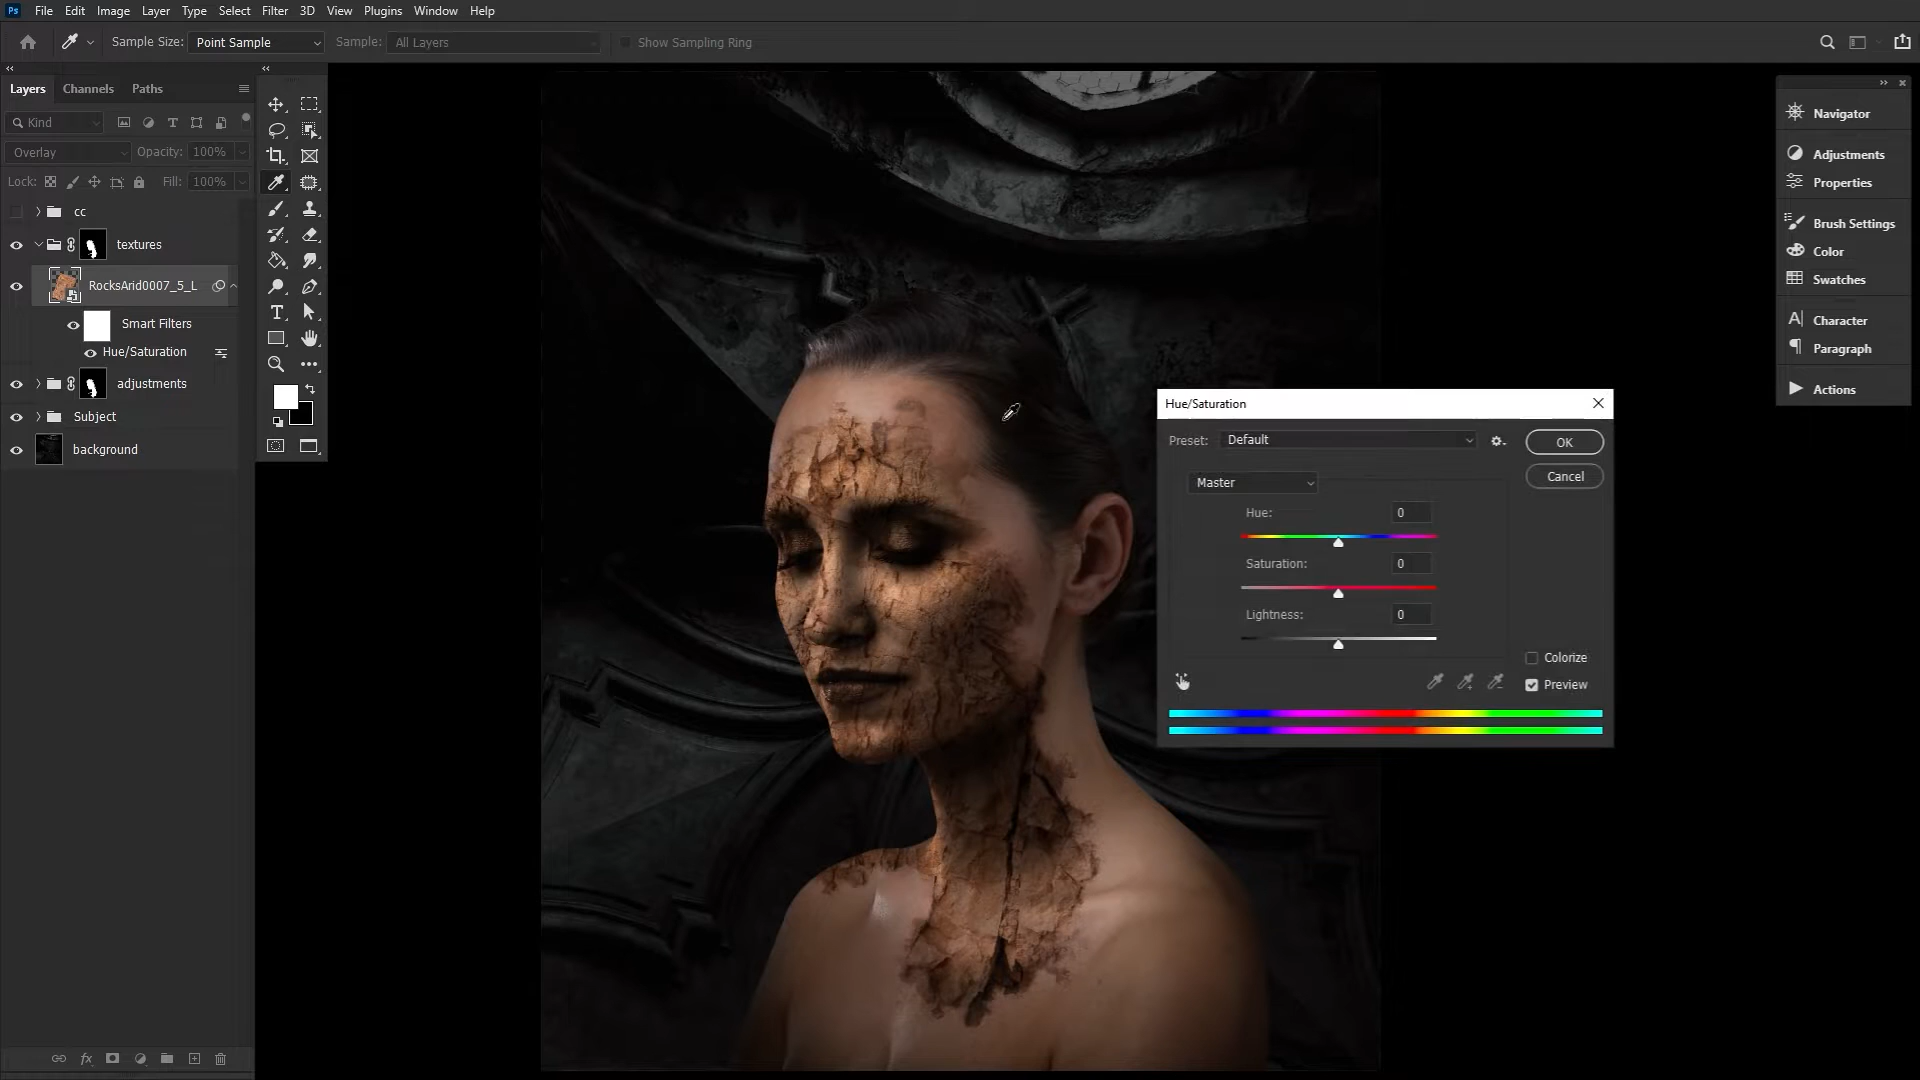 Ps File Edit Image Layer Type Select Filter 3D View Plugins Window Help
Sample Size: Point Sample Sample: All Layers Show Sampling Ring
Layers Channels Paths
Kind
Overlay Opacity: 100%
Lock: Fill: 100%
cc
textures
RocksArid0007_5_L
Smart Filters
Hue/Saturation
adjustments
Subject
background
Hue/Saturation
Preset: Default OK
Cancel
Master
Hue: 0
Saturation: 0
Lightness: 0
Colorize
Preview
Navigator
Adjustments
Properties
Brush Settings
Color
Swatches
Character
Paragraph
Actions